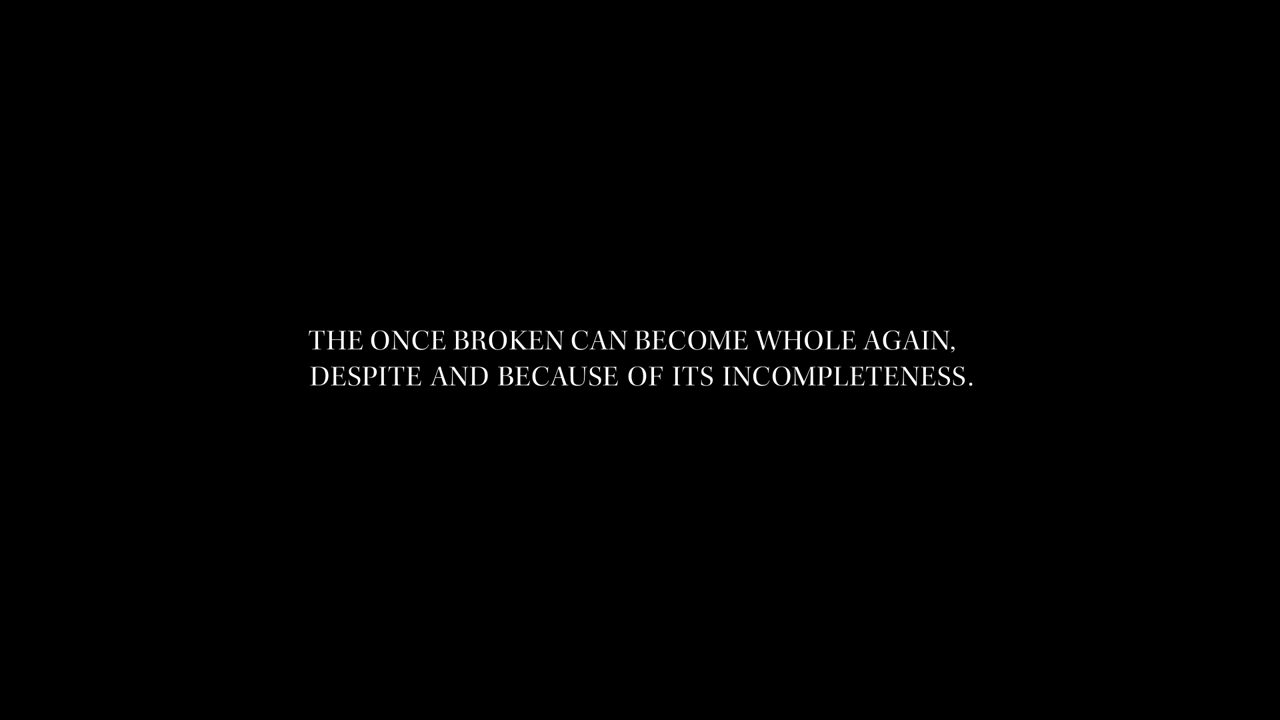 THE ONCE BROKEN CAN BECOME WHOLE AGAIN,
DESPITE AND BECAUSE OF ITS INCOMPLETENESS.